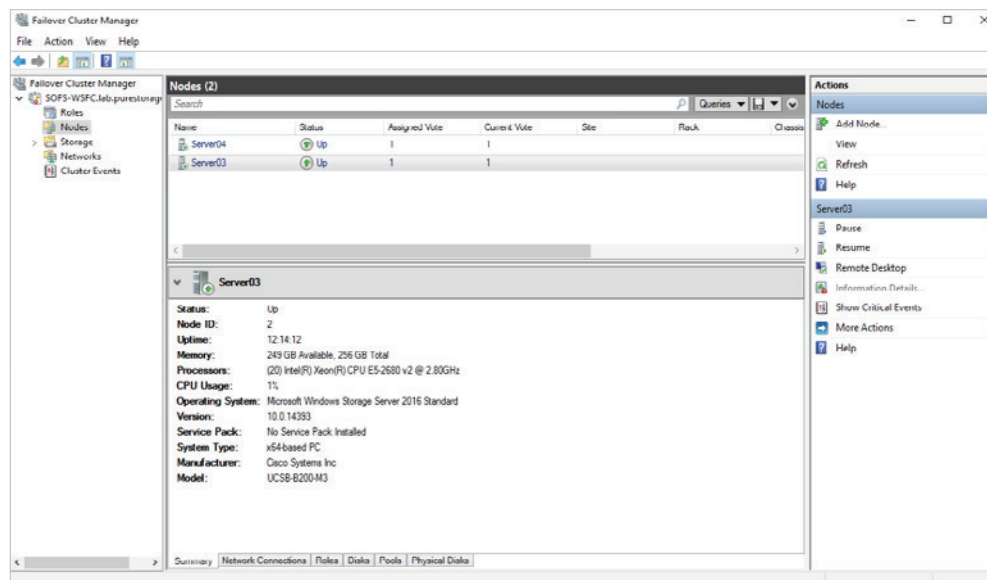 Failover Cluster Manager
File Action View Help
Failover Cluster Manager
SOFS-WSFC.lab.purestorage
Roles
Nodes
Storage
Networks
Cluster Events
Nodes (2)
Search
Queries
Name Status Assigned Vote Current Vote Site Rack Chassis
Server04 Up 1 1
Server03 Up 1 1
Server03
Status: Up
Node ID: 2
Uptime: 12:14:12
Memory: 249 GB Available, 256 GB Total
Processors: (20) Intel(R) Xeon(R) CPU E5-2680 v2 @ 2.80GHz
CPU Usage: 1%
Operating System: Microsoft Windows Storage Server 2016 Standard
Version: 10.0.14393
Service Pack: No Service Pack Installed
System Type: x64-based PC
Manufacturer: Cisco Systems Inc
Model: UCSB-B200-M3
Summary Network Connections Roles Disks Pools Physical Disks
Actions
Nodes
Add Node...
View
Refresh
Help
Server03
Pause
Resume
Remote Desktop
Information Details...
Show Critical Events
More Actions
Help